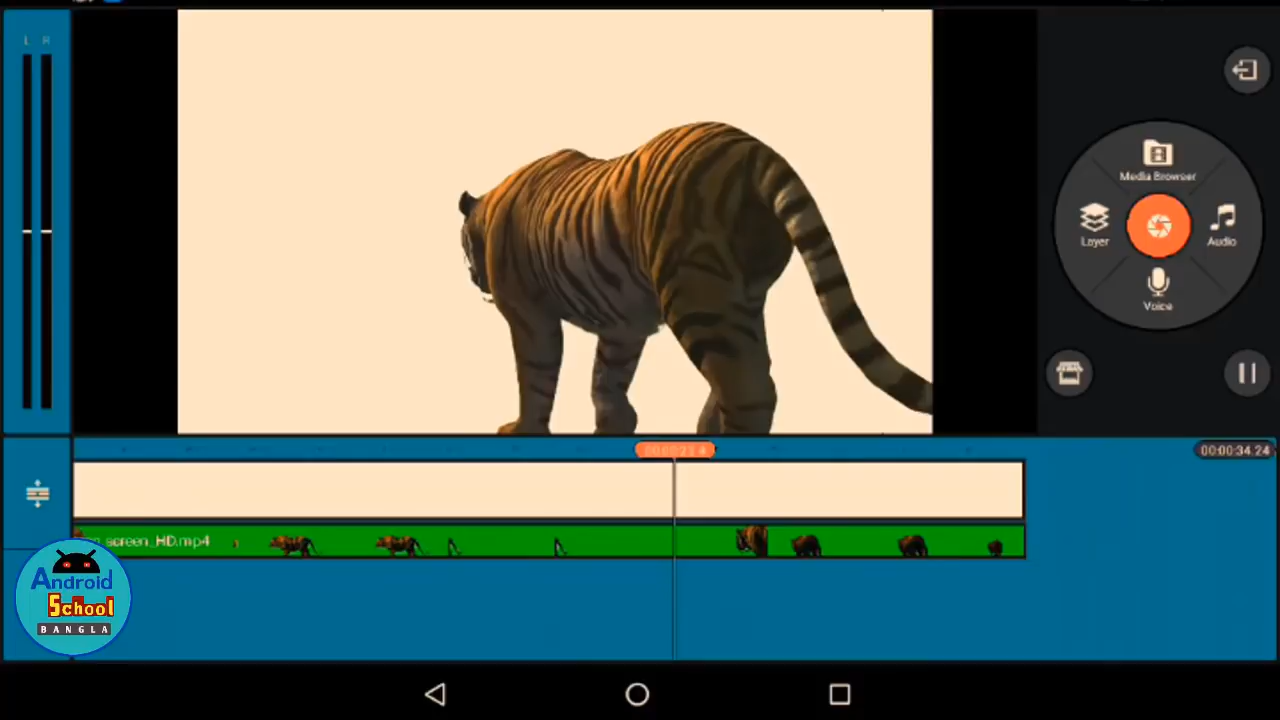 L R
Media Browser
Layer
Audio
Voice
00:00:34.24
screen_HD.mp4
Android
School
BANGLA